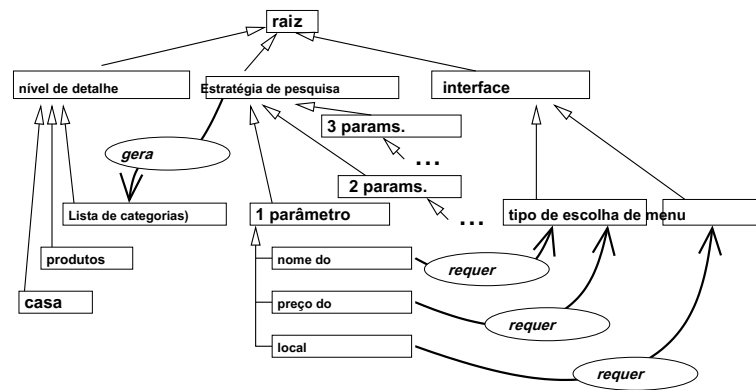 raiz
nível de detalhe
Estratégia de pesquisa
interface
3 params.
gera
...
2 params.
Lista de categorias)
1 parâmetro
...
tipo de escolha de menu
produtos
nome do
requer
casa
preço do
requer
local
requer